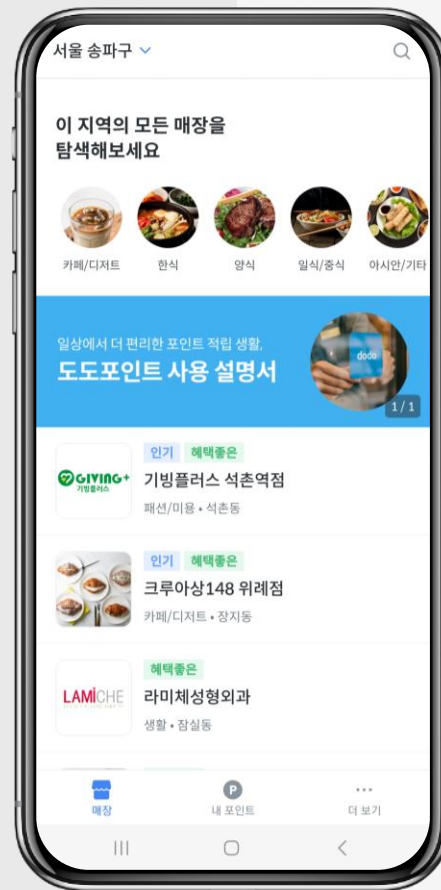 서울 송파구
이 지역의 모든 매장을
탐색해보세요
카페/디저트
한식
양식
일식/중식
아시안/기타
일상에서 더 편리한 포인트 적립 생활,
도도포인트 사용 설명서
dodo
1 / 1
인기 혜택좋은
GIVING+
기빙플러스
기빙플러스 석촌역점
패션/미용 • 석촌동
인기 혜택좋은
크루아상148 위례점
카페/디저트 • 장지동
혜택좋은
LAMICHE
라미체성형외과
생활 • 잠실동
P
매장
내 포인트
더 보기